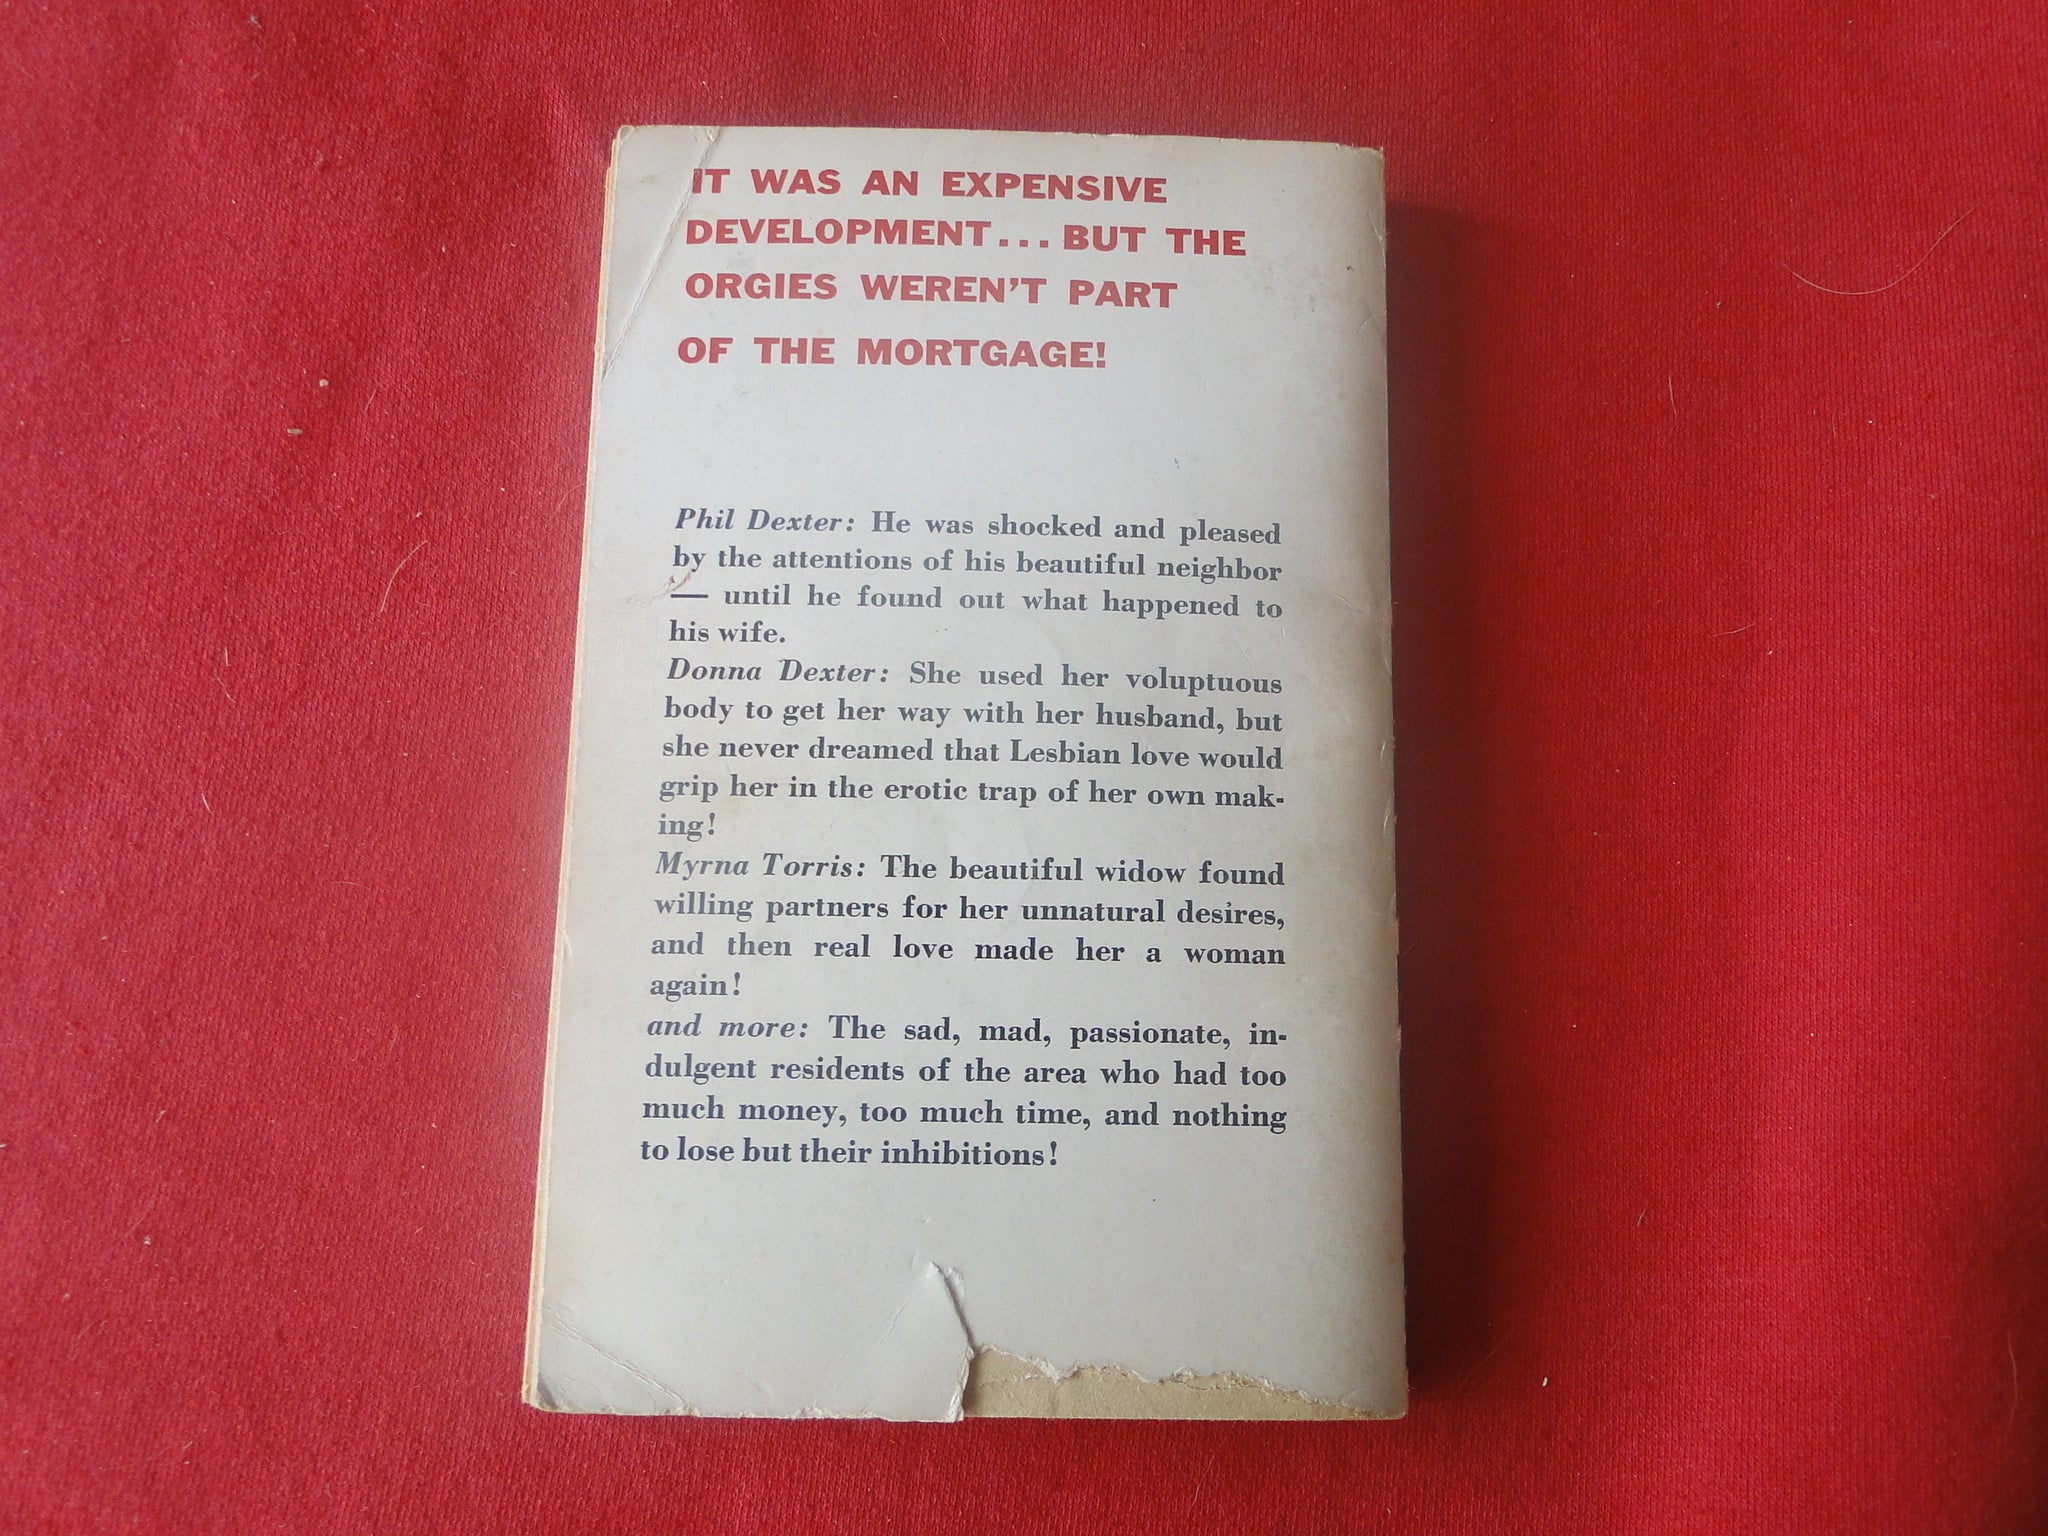 IT WAS AN EXPENSIVE
DEVELOPMENT... BUT THE
ORGIES WEREN'T PART
OF THE MORTGAGE!
Phil Dexter: He was shocked and pleased
by the attentions of his beautiful neighbor
— until he found out what happened to
his wife.
Donna Dexter: She used her voluptuous
body to get her way with her husband, but
she never dreamed that Lesbian love would
grip her in the erotic trap of her own mak-
ing!
Myrna Torris: The beautiful widow found
willing partners for her unnatural desires,
and then real love made her a woman
again!
and more: The sad, mad, passionate, in-
dulgent residents of the area who had too
much money, too much time, and nothing
to lose but their inhibitions!